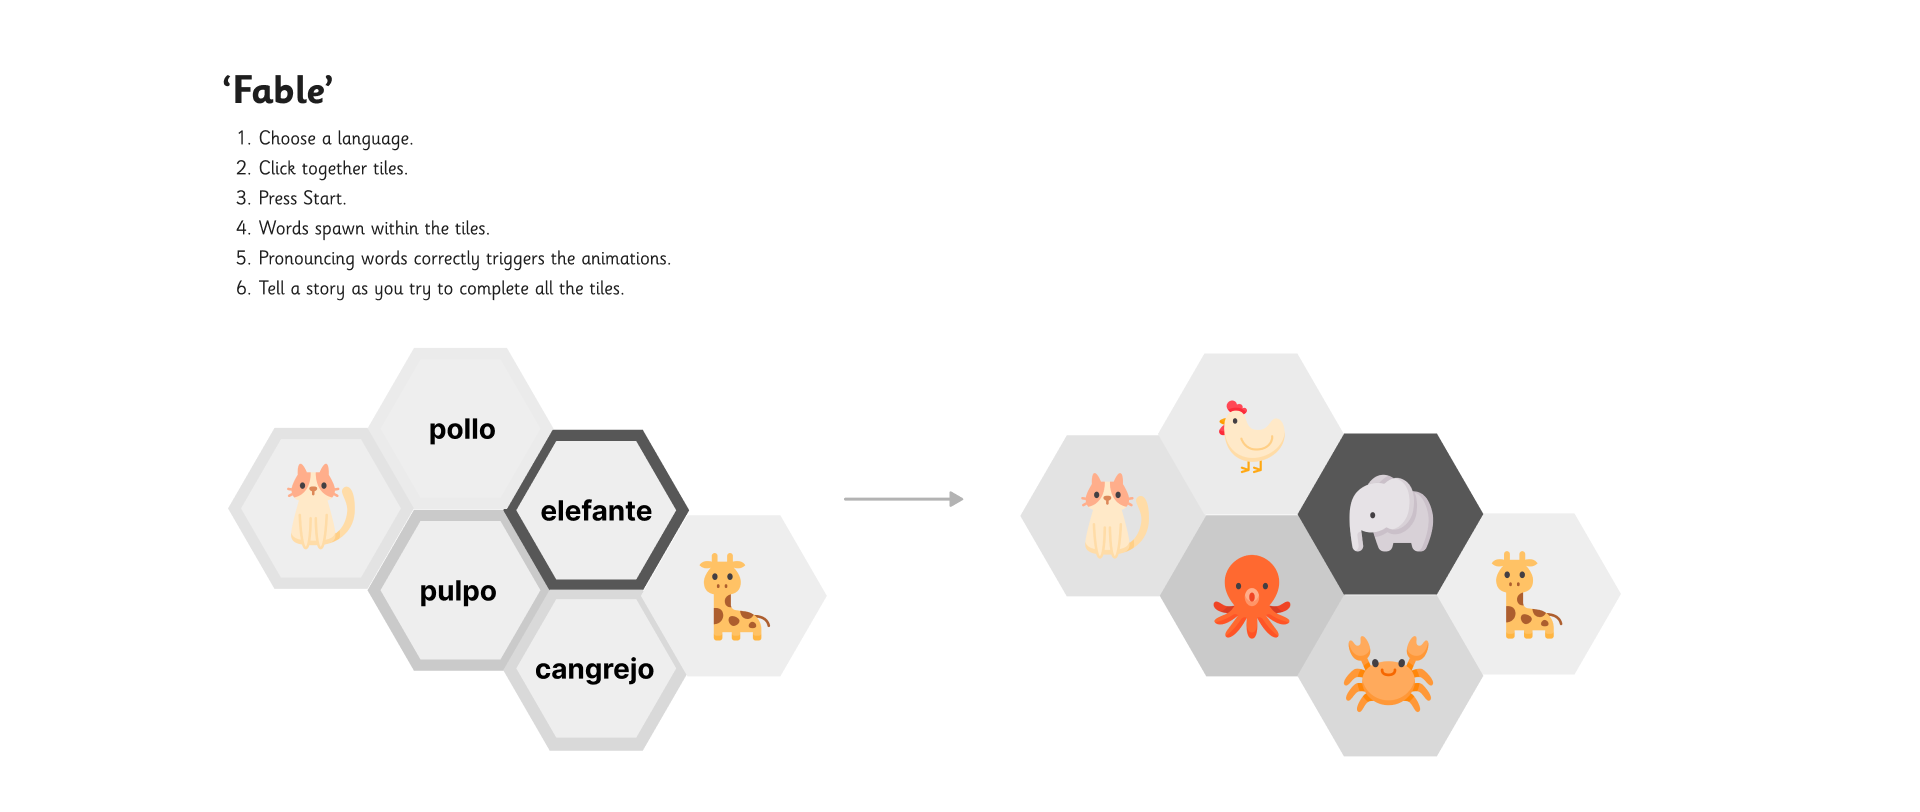 ‘Fable’
1. Choose a language.
2. Click together tiles.
3. Press Start.
4. Words spawn within the tiles.
5. Pronouncing words correctly triggers the animations.
6. Tell a story as you try to complete all the tiles.
pollo
elefante
pulpo
cangrejo